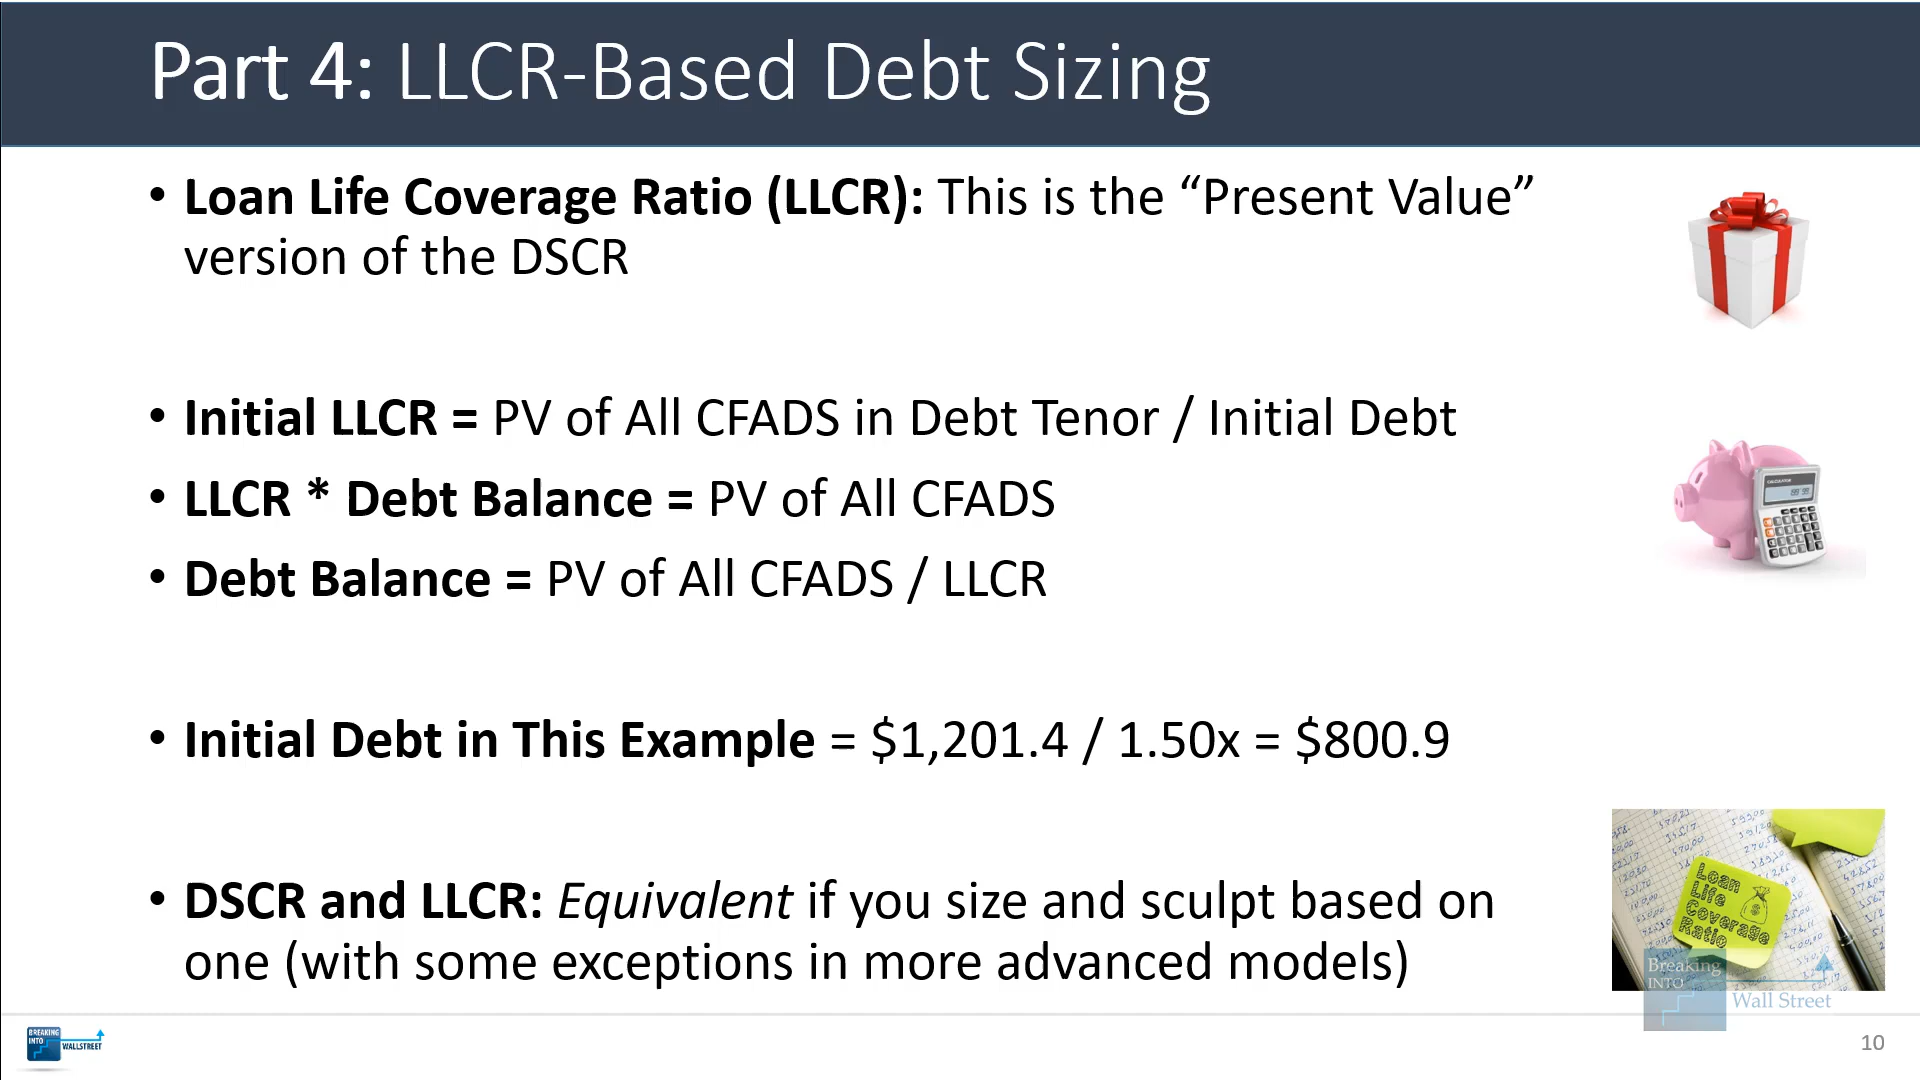 Part 4: LLCR-Based Debt Sizing
• Loan Life Coverage Ratio (LLCR): This is the “Present Value”
version of the DSCR
• Initial LLCR = PV of All CFADS in Debt Tenor / Initial Debt
• LLCR * Debt Balance = PV of All CFADS
• Debt Balance = PV of All CFADS / LLCR
• Initial Debt in This Example = $1,201.4 / 1.50x = $800.9
• DSCR and LLCR: Equivalent if you size and sculpt based on
one (with some exceptions in more advanced models)
Loan
Life
Coverage
Ratio
Breaking
INTO
Wall Street
BREAKING
INTO
WALLSTREET
10